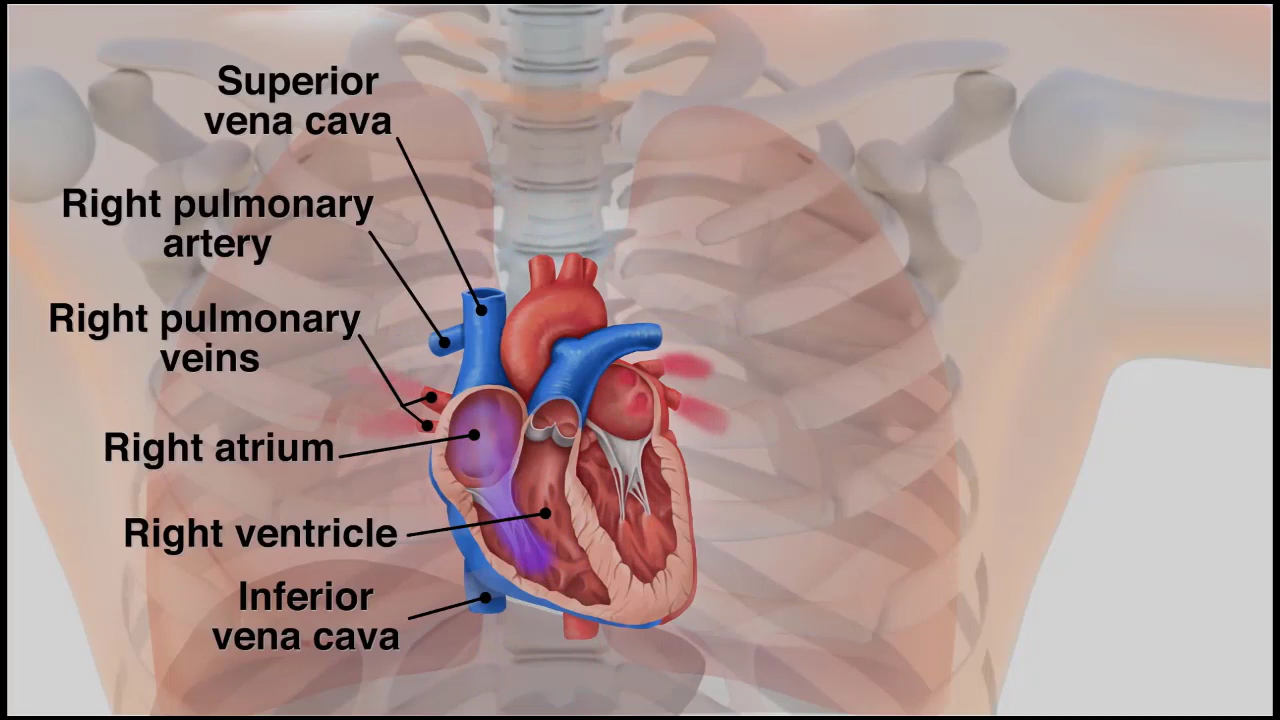 Superior
vena cava
Right pulmonary
artery
Right pulmonary
veins
Right atrium
Right ventricle
Inferior
vena cava